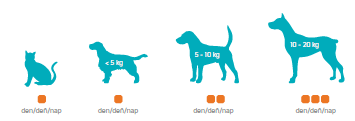 < 5 kg
5 - 10 kg
10 - 20 kg
den/deň/nap
den/deň/nap
den/deň/nap
den/deň/nap